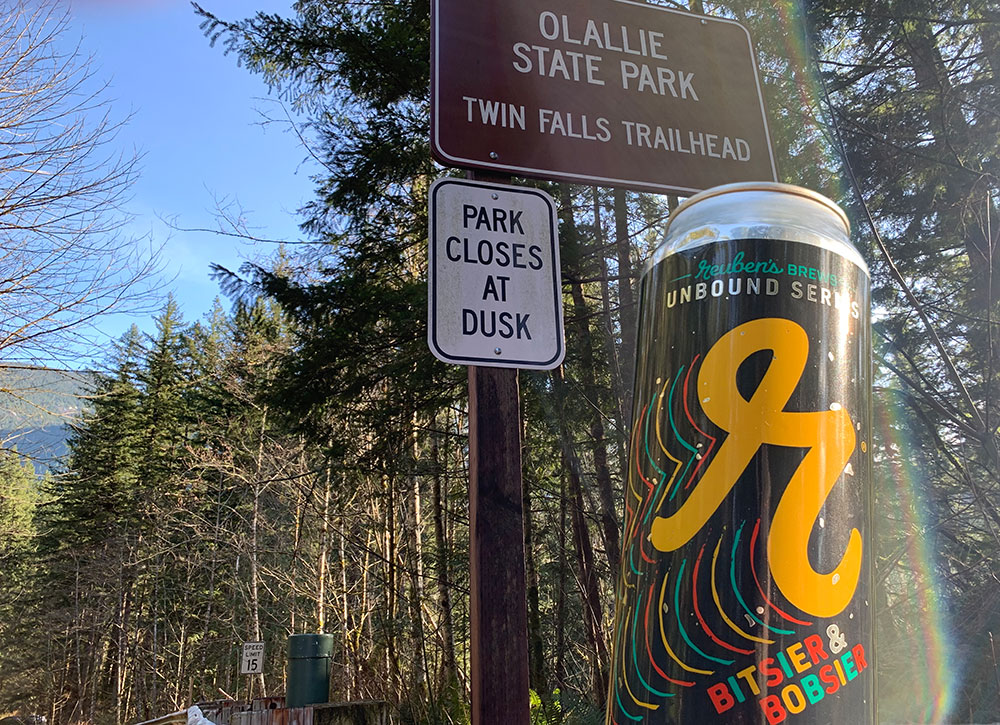 OLALLIE
STATE PARK
TWIN FALLS TRAILHEAD
PARK
CLOSES
AT
DUSK
reuben's BREWS
UNBOUND SERIES
r
BITSIER &
BOBSIER
SPEED
LIMIT
15